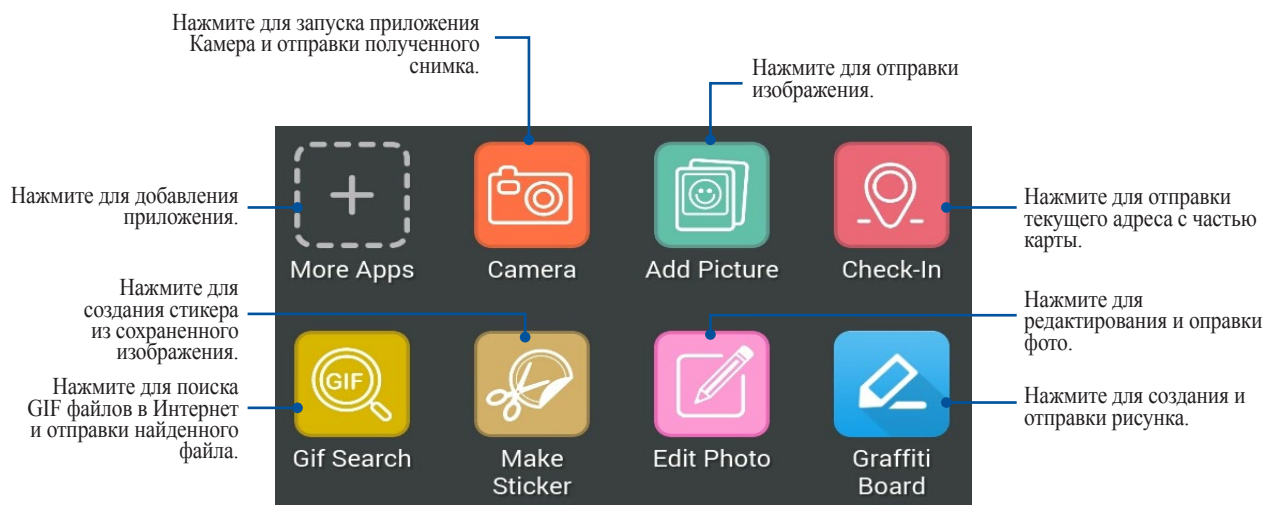 Нажмите для запуска приложения
Камера и отправки полученного
снимка.
Нажмите для отправки
изображения.
Нажмите для добавления
приложения.
Нажмите для отправки
текущего адреса с частью
карты.
More Apps
Camera
Add Picture
Check-In
Нажмите для
создания стикера
из сохраненного
изображения.
Нажмите для
редактирования и оправки
фото.
Нажмите для поиска
GIF файлов в Интернет
и отправки найденного
файла.
GIF
Нажмите для создания и
отправки рисунка.
Gif Search
Make
Sticker
Edit Photo
Graffiti
Board